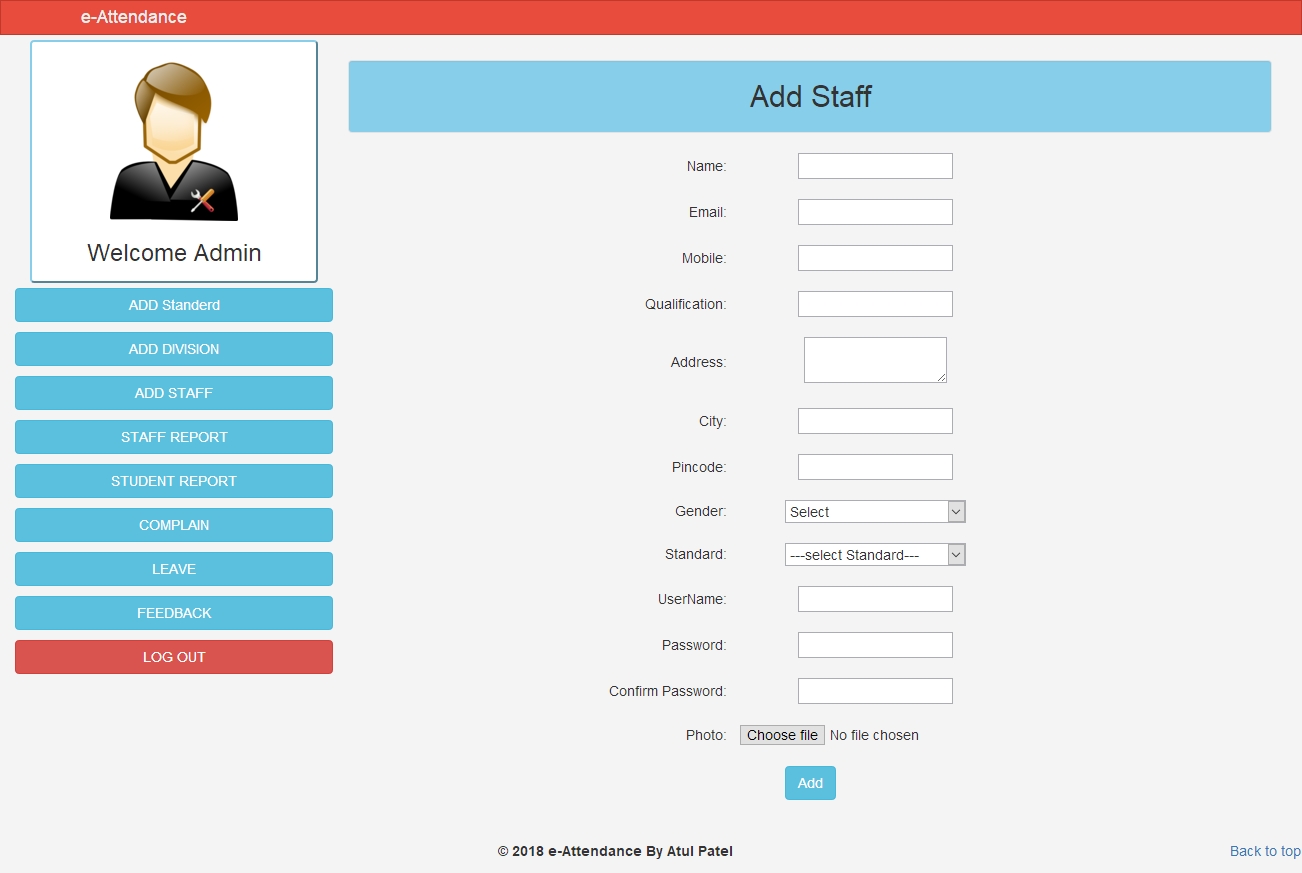 e-Attendance
Welcome Admin
ADD Standerd
ADD DIVISION
ADD STAFF
STAFF REPORT
STUDENT REPORT
COMPLAIN
LEAVE
FEEDBACK
LOG OUT
Add Staff
Name:
Email:
Mobile:
Qualification:
Address:
City:
Pincode:
Gender: Select
Standard: ---select Standard---
UserName:
Password:
Confirm Password:
Photo: Choose file No file chosen
Add
© 2018 e-Attendance By Atul Patel
Back to top